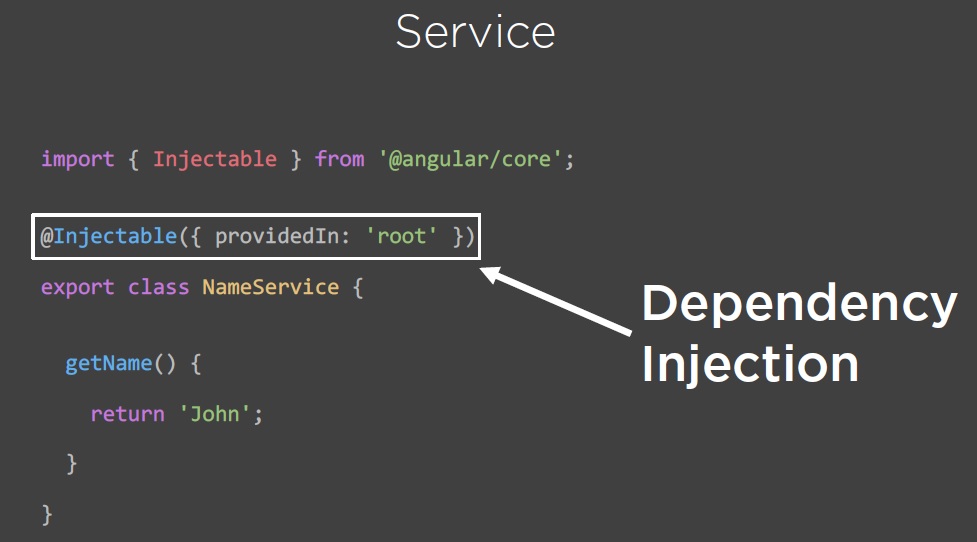 Service
import { Injectable } from '@angular/core';
@Injectable({ providedIn: 'root' })
export class NameService {
Dependency
Injection
getName() {
return 'John';
}
}